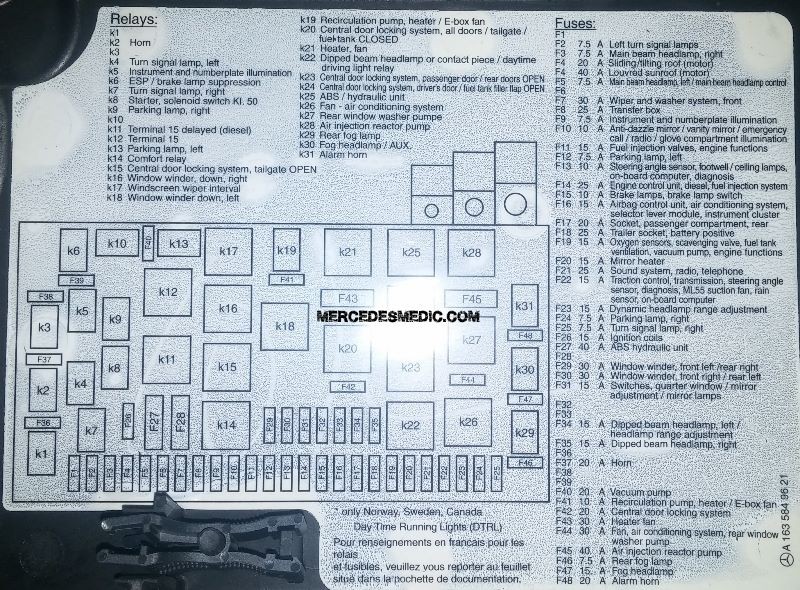 Relays:
k1
k2 Horn
k3
k4 Turn signal lamp, left
k5 Instrument and numberplate illumination
k6 ESP / brake lamp suppression
k7 Turn signal lamp, right
k8 Starter, solenoid switch Kl. 50
k9 Parking lamp, right
k10
k11 Terminal 15 delayed (diesel)
k12 Terminal 15
k13 Parking lamp, left
k14 Comfort relay
k15 Central door locking system, tailgate OPEN
k16 Window winder, down, right
k17 Windscreen wiper interval
k18 Window winder down, left
k19 Recirculation pump, heater / E-box fan
k20 Central door locking system, all doors / tailgate /
fueltank CLOSED
k21 Heater, fan
k22 Dipped beam headlamp or contact piece / daytime
driving light relay
k23 Central door locking system, passenger door / rear doors OPEN
k24 Central door locking system, driver's door / fuel tank filler flap OPEN
k25 ABS / hydraulic unit
k26 Fan - air conditioning system
k27 Rear window washer pumpe
k28 Air injection reactor pump
k29 Rear fog lamp
k30 Fog headlamp / AUX.
k31 Alarm horn
Fuses:
F1
F2 7.5 A Left turn signal lamps
F3 7.5 A Main beam headlamp, right
F4 20 A Sliding/tilting roof (motor)
F4 40 A Louvred sunroof (motor)
F5 7.5 A Main beam headlamp, left / main beam headlamp control
F6
F7 30 A Wiper and washer system, front
F8 25 A Transfer box
F9 7.5 A Instrument and numberplate illumination
F10 10 A Anti-dazzle mirror / vanity mirror / emergency
call / radio / glove compartment illumination
F11 15 A Fuel injection valves, engine functions
F12 7.5 A Parking lamp, left
F13 10 A Steering angle sensor, footwell / ceiling lamps,
on-board computer, diagnosis
F14 25 A Engine control unit, diesel, fuel injection system
F15 10 A Brake lamps, brake lamp switch
F16 15 A Airbag control unit, air conditioning system,
selector lever module, instrument cluster
F17 20 A Socket, passenger compartment, rear
F18 25 A Trailer socket, battery positive
F19 15 A Oxygen sensors, scavenging valve, fuel tank
ventilation, vacuum pump, engine functions
F20 15 A Mirror heater
F21 25 A Sound system, radio, telephone
F22 15 A Traction control, transmission, steering angle
sensor, diagnosis, ML55 suction fan, rain
sensor, on-board computer
F23 15 A Dynamic headlamp range adjustment
F24 7.5 A Parking lamp, right
F25 7.5 A Turn signal lamp, right
F26 15 A Ignition coils
F27 40 A ABS hydraulic unit
F28
F29 30 A Window winder, front left /rear right
F30 30 A Window winder, front right / rear left
F31 15 A Switches, quarter window / mirror
adjustment / mirror lamps
F32
F33
F34 15 A Dipped beam headlamp, left /
headlamp range adjustment
F35 15 A Dipped beam headlamp, right
F36
F37 20 A Horn
F38
F39
F40 20 A Vacuum pump
F41 10 A Recirculation pump, heater / E-box fan
F42 20 A Central door locking system
F43 30 A Heater fan
F44 30 A Fan, air conditioning system, rear window
washer pump
F45 40 A Air injection reactor pump
F46 7.5 A Rear fog lamp
F47 15 A Fog headlamp
F48 20 A Alarm horn
k6 k10 F40 k13 k17 k19 k21 k25 k28
F39 F41
F38 k5 k9 k12 k16 k18 F43 F45 k31
MERCEDESMEDIC.COM
k3 k20 k27 F48
F37 k4 k8 k11 k15 F42 k23 F44 k30
k2 F47
F36 k7 F26 F27 F28 k14 F29 F30 F31 F32 F33 F34 F35 k22 k26 k29
k1 F46
F1 F2 F3 F4 F5 F6 F7 F8 F9 F10 F11 F12 F13 F14 F15 F16 F17 F18 F19 F20 F21 F22 F23 F24 F25
* only Norway, Sweden, Canada
Day Time Running Lights (DTRL)
Pour renseignements en francais pour les
relais
et fusibles, veuillez vous reporter au feuillet
situé dans la pochette de documentation.
A 163 584 96 21